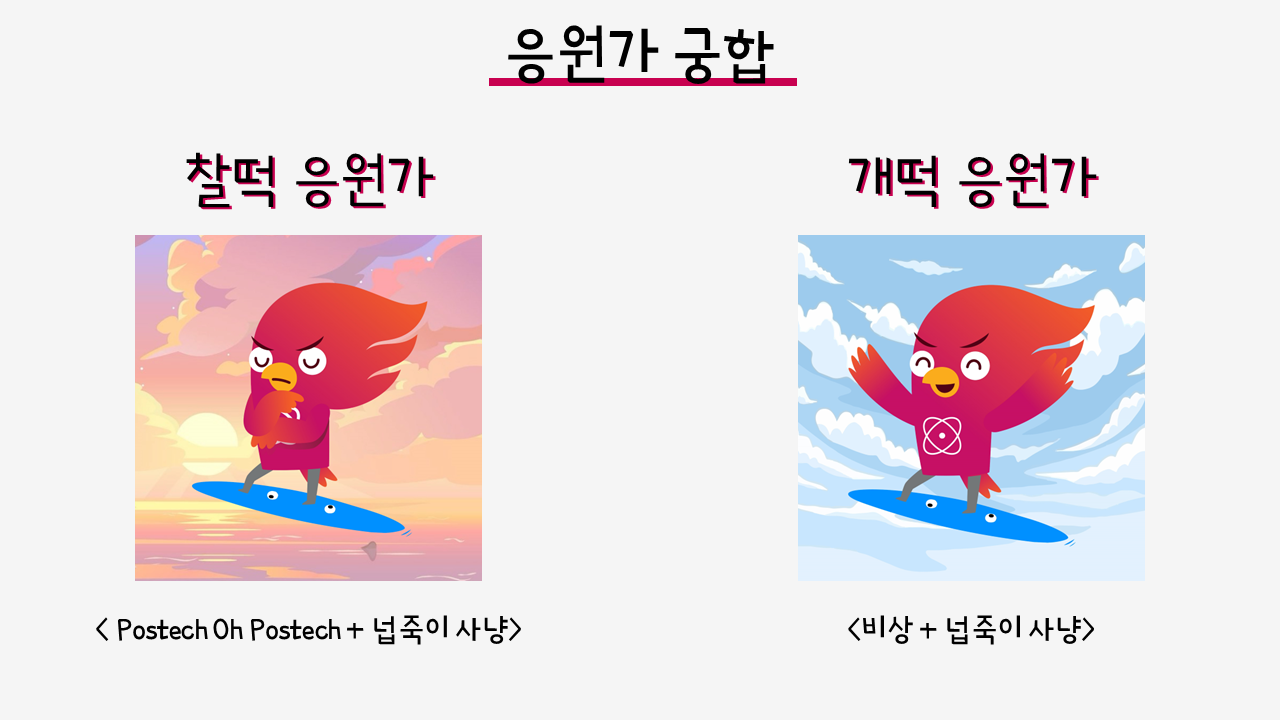 응원가 궁합
찰떡 응원가
개떡 응원가
< Postech Oh Postech + 넙죽이 사냥>
<비상 + 넙죽이 사냥>